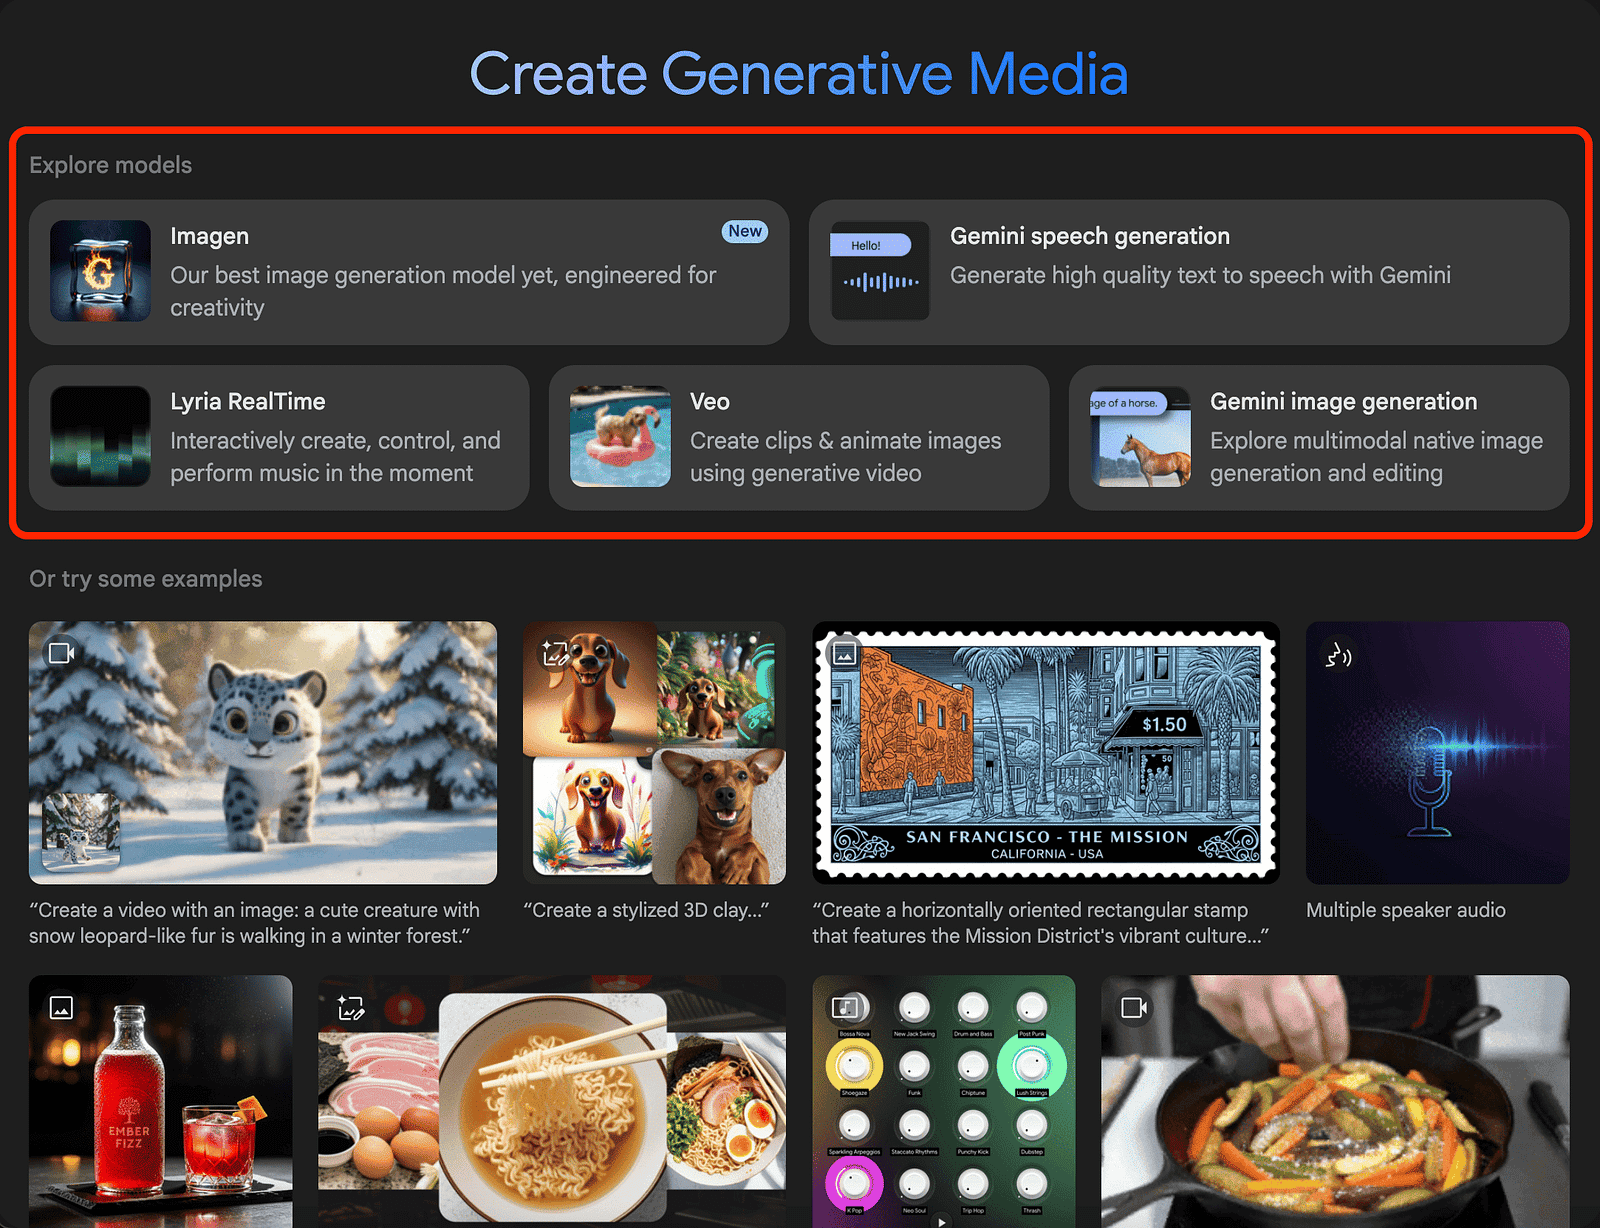 Create Generative Media
Explore models
Imagen
New
Our best image generation model yet, engineered for
creativity
Hello!
Gemini speech generation
Generate high quality text to speech with Gemini
Lyria RealTime
Interactively create, control, and
perform music in the moment
Veo
Create clips & animate images
using generative video
age of a horse.
Gemini image generation
Explore multimodal native image
generation and editing
Or try some examples
$1.50
50
SAN FRANCISCO - THE MISSION
CALIFORNIA - USA
“Create a video with an image: a cute creature with
snow leopard-like fur is walking in a winter forest.”
“Create a stylized 3D clay...”
“Create a horizontally oriented rectangular stamp
that features the Mission District's vibrant culture...”
Multiple speaker audio
EMBER
FIZZ
Bossa Nova
New Jack Swing
Drum and Bass
Post Punk
Shoegaze
Funk
Chiptune
Lush Strings
Sparkling Arpeggios
Staccato Rhythms
Punchy Kick
Dubstep
K Pop
Neo Soul
Trip Hop
Thrash